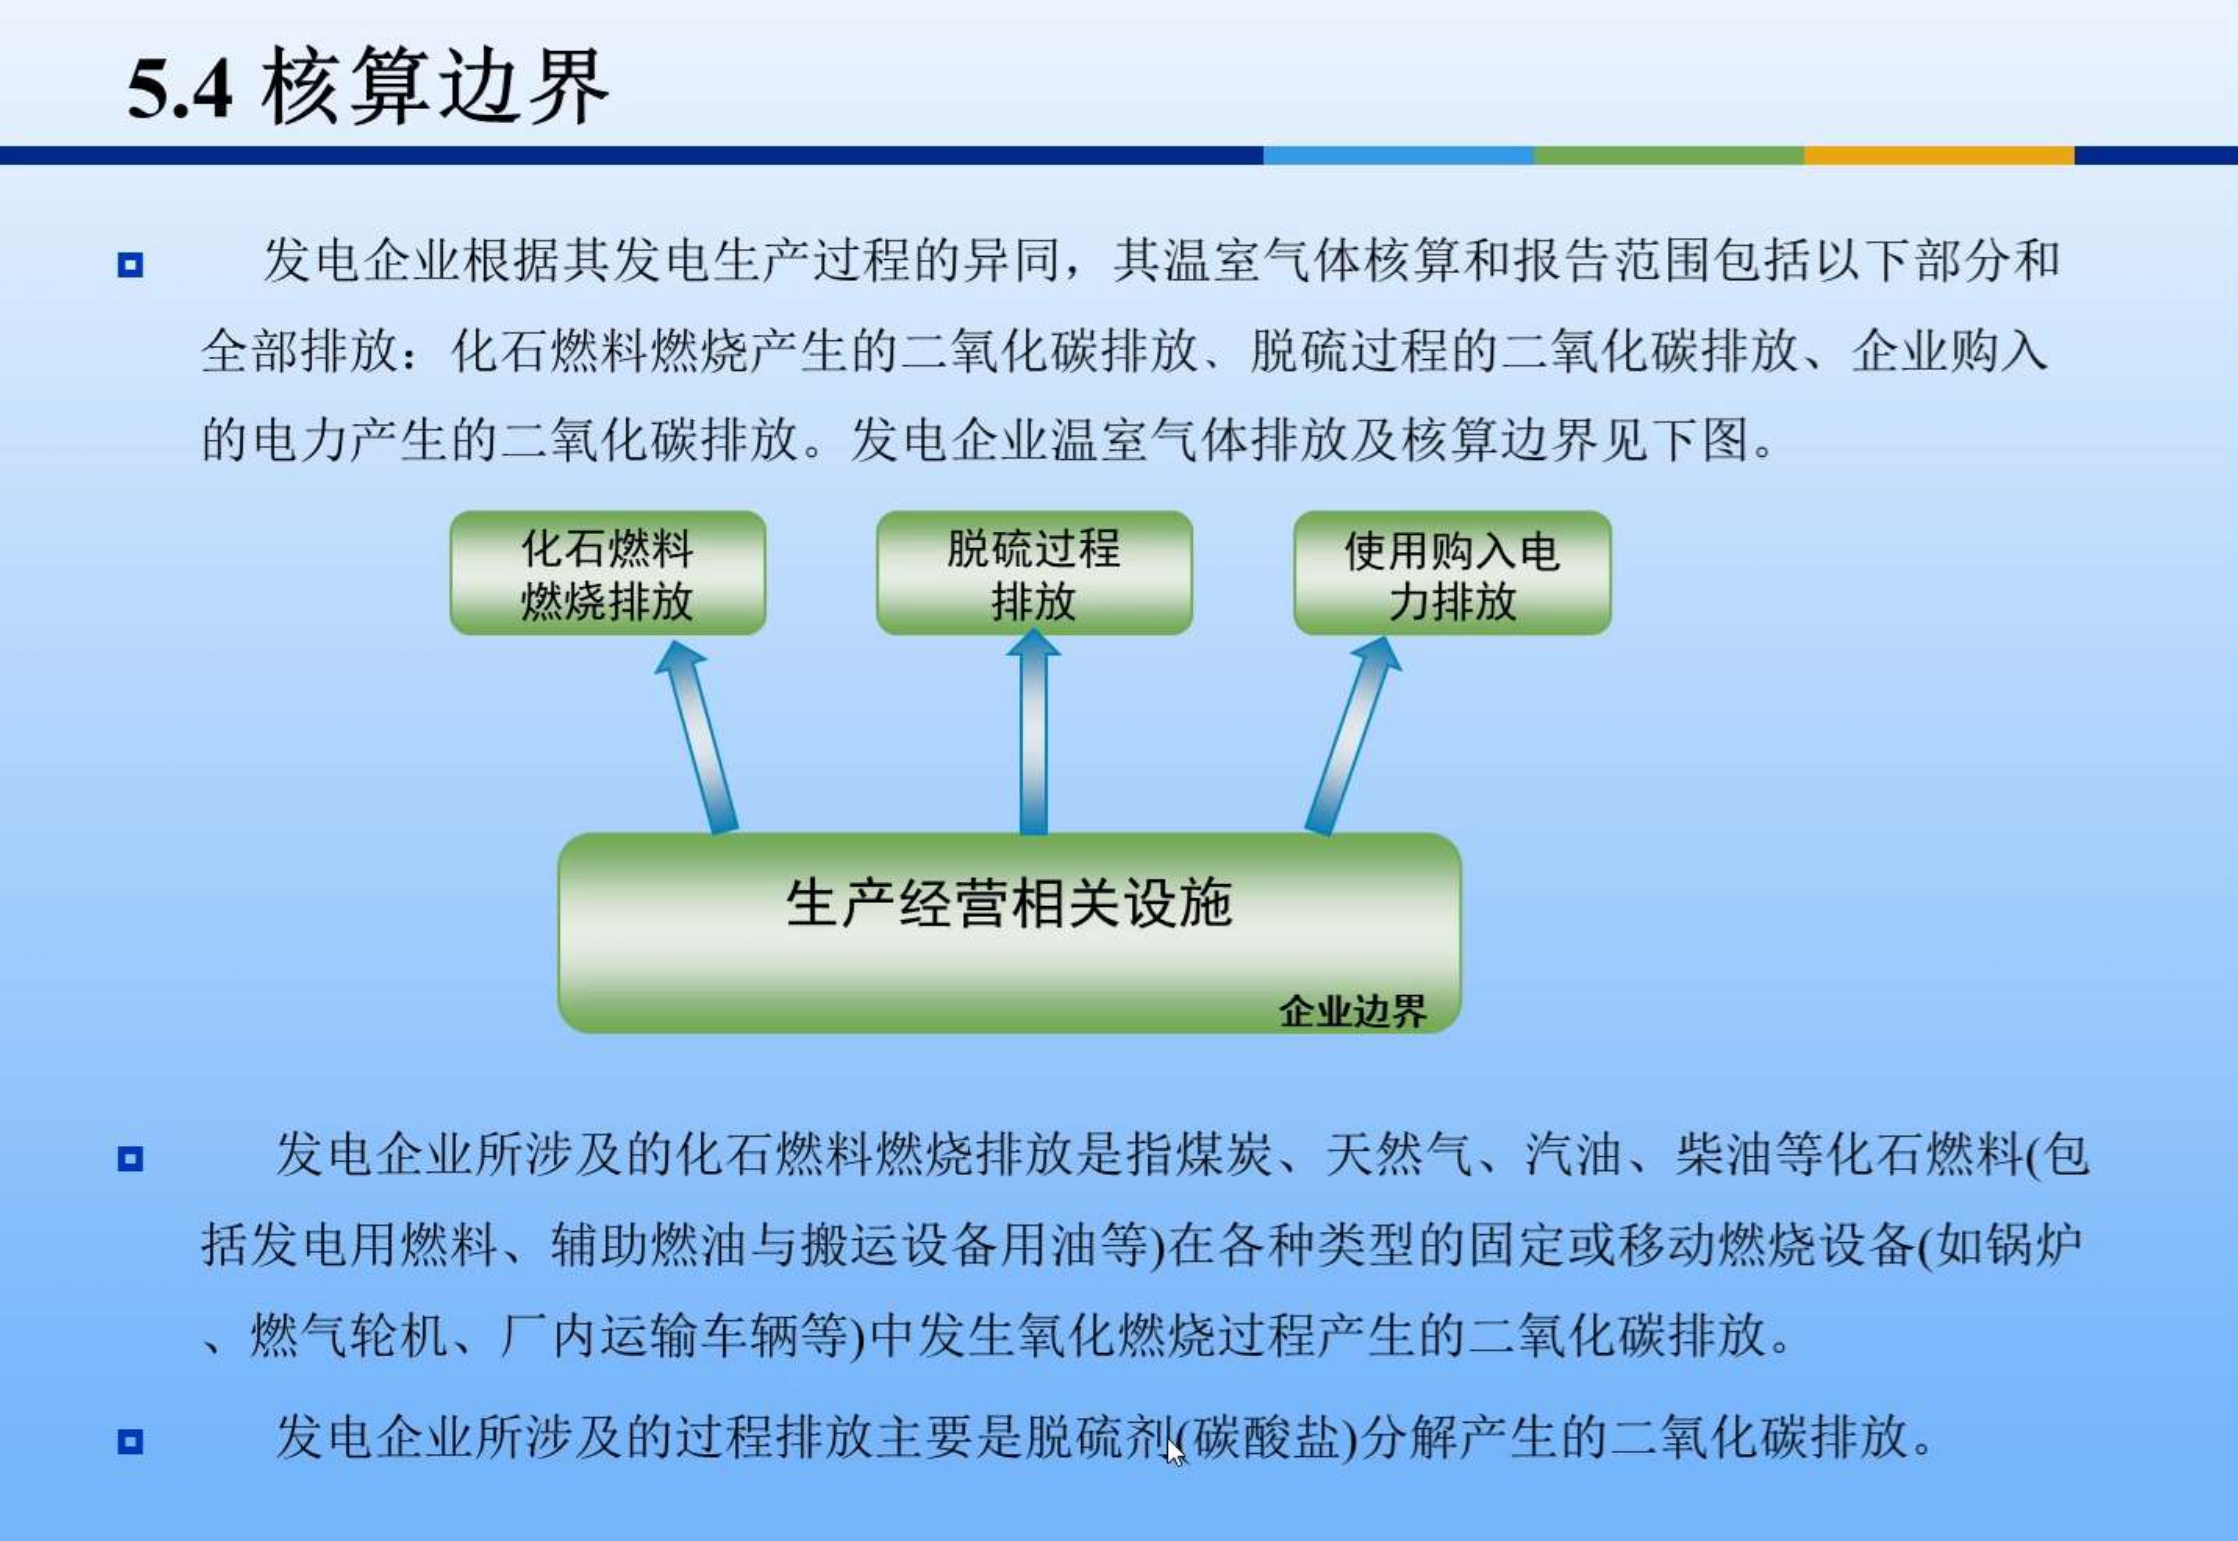 5.4 核算边界
发电企业根据其发电生产过程的异同，其温室气体核算和报告范围包括以下部分和
全部排放：化石燃料燃烧产生的二氧化碳排放、脱硫过程的二氧化碳排放、企业购入
的电力产生的二氧化碳排放。发电企业温室气体排放及核算边界见下图。
化石燃料
燃烧排放
脱硫过程
排放
使用购入电
力排放
生产经营相关设施
企业边界
发电企业所涉及的化石燃料燃烧排放是指煤炭、天然气、汽油、柴油等化石燃料(包
括发电用燃料、辅助燃油与搬运设备用油等)在各种类型的固定或移动燃烧设备(如锅炉
、燃气轮机、厂内运输车辆等)中发生氧化燃烧过程产生的二氧化碳排放。
发电企业所涉及的过程排放主要是脱硫剂(碳酸盐)分解产生的二氧化碳排放。